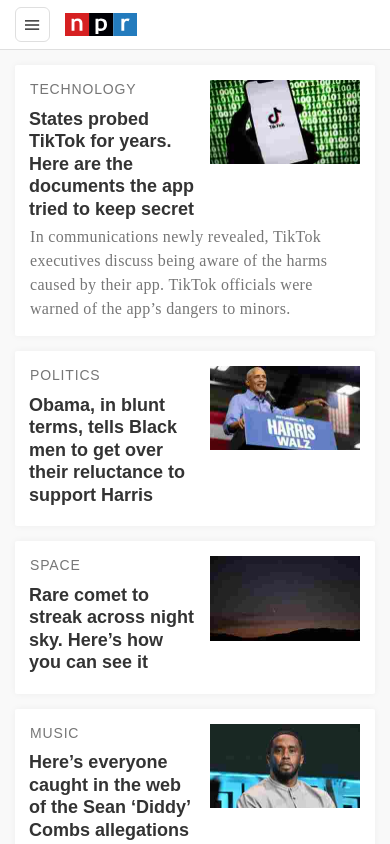 npr
TECHNOLOGY
States probed
TikTok for years.
Here are the
documents the app
tried to keep secret
TikTok
In communications newly revealed, TikTok
executives discuss being aware of the harms
caused by their app. TikTok officials were
warned of the app’s dangers to minors.
POLITICS
Obama, in blunt
terms, tells Black
men to get over
their reluctance to
support Harris
HARRIS
WALZ
SPACE
Rare comet to
streak across night
sky. Here’s how
you can see it
MUSIC
Here’s everyone
caught in the web
of the Sean ‘Diddy’
Combs allegations